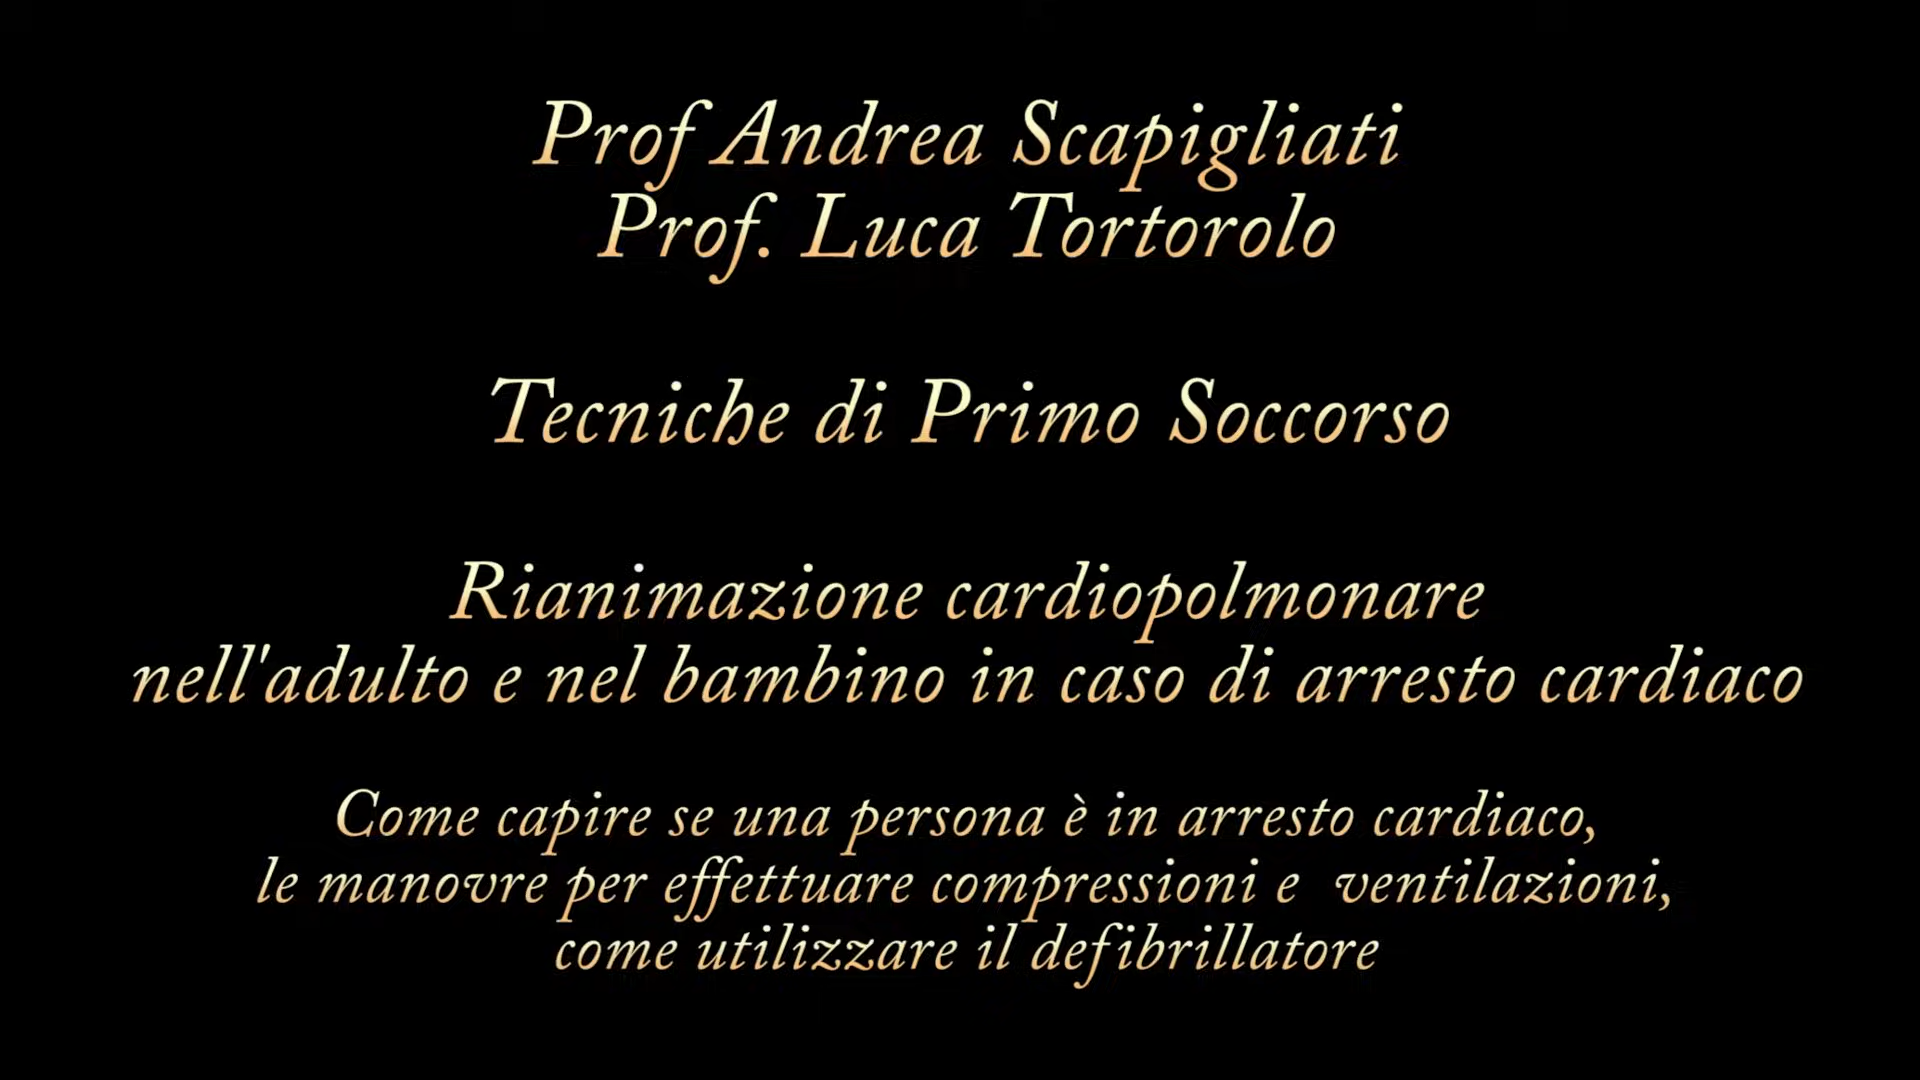 Prof Andrea Scapigliati
Prof. Luca Tortorolo
Tecniche di Primo Soccorso
Rianimazione cardiopolmonare
nell'adulto e nel bambino in caso di arresto cardiaco
Come capire se una persona è in arresto cardiaco,
le manovre per effettuare compressioni e  ventilazioni,
come utilizzare il defibrillatore